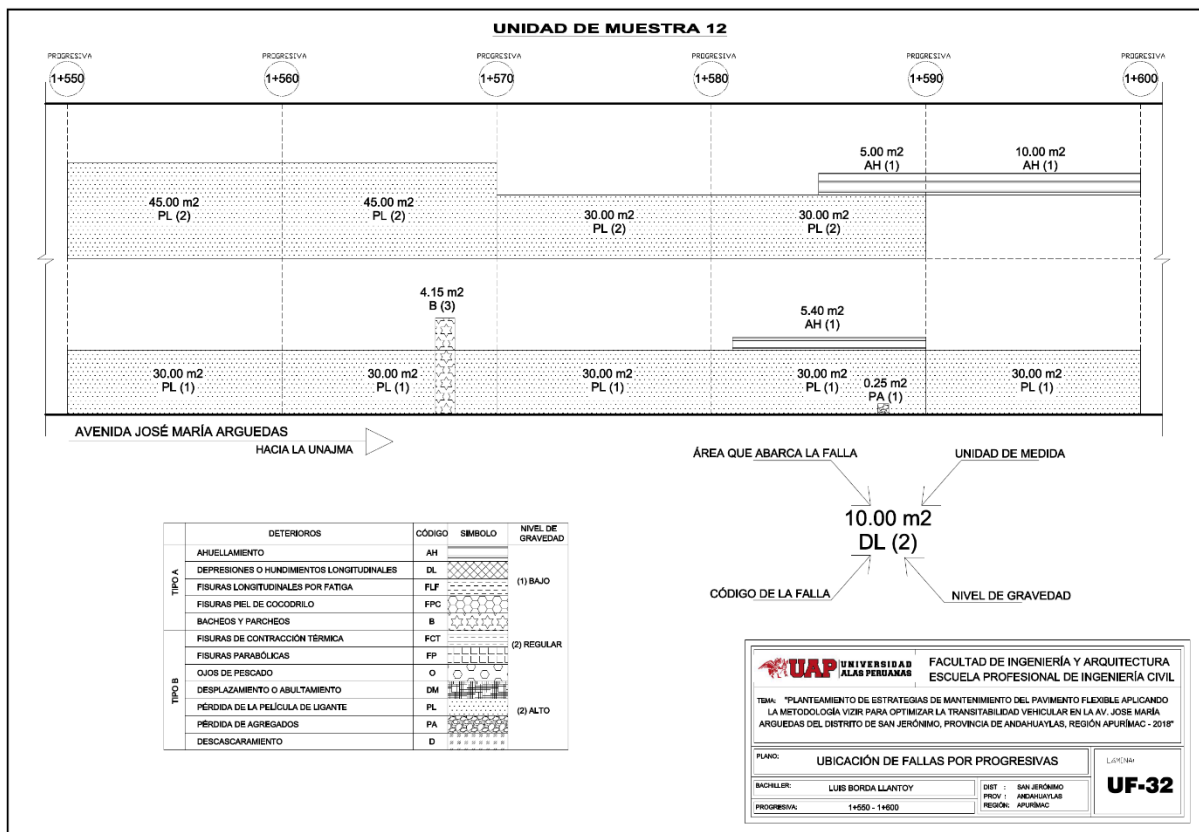 UNIDAD DE MUESTRA 12
PROGRESIVA PROGRESIVA PROGRESIVA PROGRESIVA PROGRESIVA PROGRESIVA
1+550 1+560 1+570 1+580 1+590 1+600
5.00 m2 10.00 m2
AH (1) AH (1)
45.00 m2 45.00 m2
PL (2) PL (2)
30.00 m2 30.00 m2
PL (2) PL (2)
4.15 m2
B (3)
5.40 m2
AH (1)
30.00 m2 30.00 m2 30.00 m2 30.00 m2 30.00 m2
PL (1) PL (1) PL (1) PL (1) PL (1)
0.25 m2
PA (1)
AVENIDA JOSÉ MARÍA ARGUEDAS
HACIA LA UNAJMA
ÁREA QUE ABARCA LA FALLA UNIDAD DE MEDIDA
10.00 m2
DL (2)
CÓDIGO DE LA FALLA NIVEL DE GRAVEDAD
DETERIOROS CÓDIGO SIMBOLO NIVEL DE GRAVEDAD
TIPO A
AHUELLAMIENTO AH
DEPRESIONES O HUNDIMIENTOS LONGITUDINALES DL
(1) BAJO
FISURAS LONGITUDINALES POR FATIGA FLF
FISURAS PIEL DE COCODRILO FPC
BACHEOS Y PARCHEOS B
TIPO B
FISURAS DE CONTRACCIÓN TÉRMICA FCT
(2) REGULAR
FISURAS PARABÓLICAS FP
OJOS DE PESCADO O
DESPLAZAMIENTO O ABULTAMIENTO DM
PÉRDIDA DE LA PELÍCULA DE LIGANTE PL
(2) ALTO
PÉRDIDA DE AGREGADOS PA
DESCASCARAMIENTO D
UAP UNIVERSIDAD ALAS PERUANAS
FACULTAD DE INGENIERÍA Y ARQUITECTURA
ESCUELA PROFESIONAL DE INGENIERÍA CIVIL
TEMA: "PLANTEAMIENTO DE ESTRATEGIAS DE MANTENIMIENTO DEL PAVIMENTO FLEXIBLE APLICANDO
LA METODOLOGÍA VIZIR PARA OPTIMIZAR LA TRANSITABILIDAD VEHICULAR EN LA AV. JOSE MARÍA
ARGUEDAS DEL DISTRITO DE SAN JERÓNIMO, PROVINCIA DE ANDAHUAYLAS, REGIÓN APURÍMAC - 2018"
PLANO: UBICACIÓN DE FALLAS POR PROGRESIVAS
LAMINA:
UF-32
BACHILLER: LUIS BORDA LLANTOY
PROGRESIVA: 1+550 - 1+600
DIST : SAN JERÓNIMO
PROV : ANDAHUAYLAS
REGIÓN: APURÍMAC